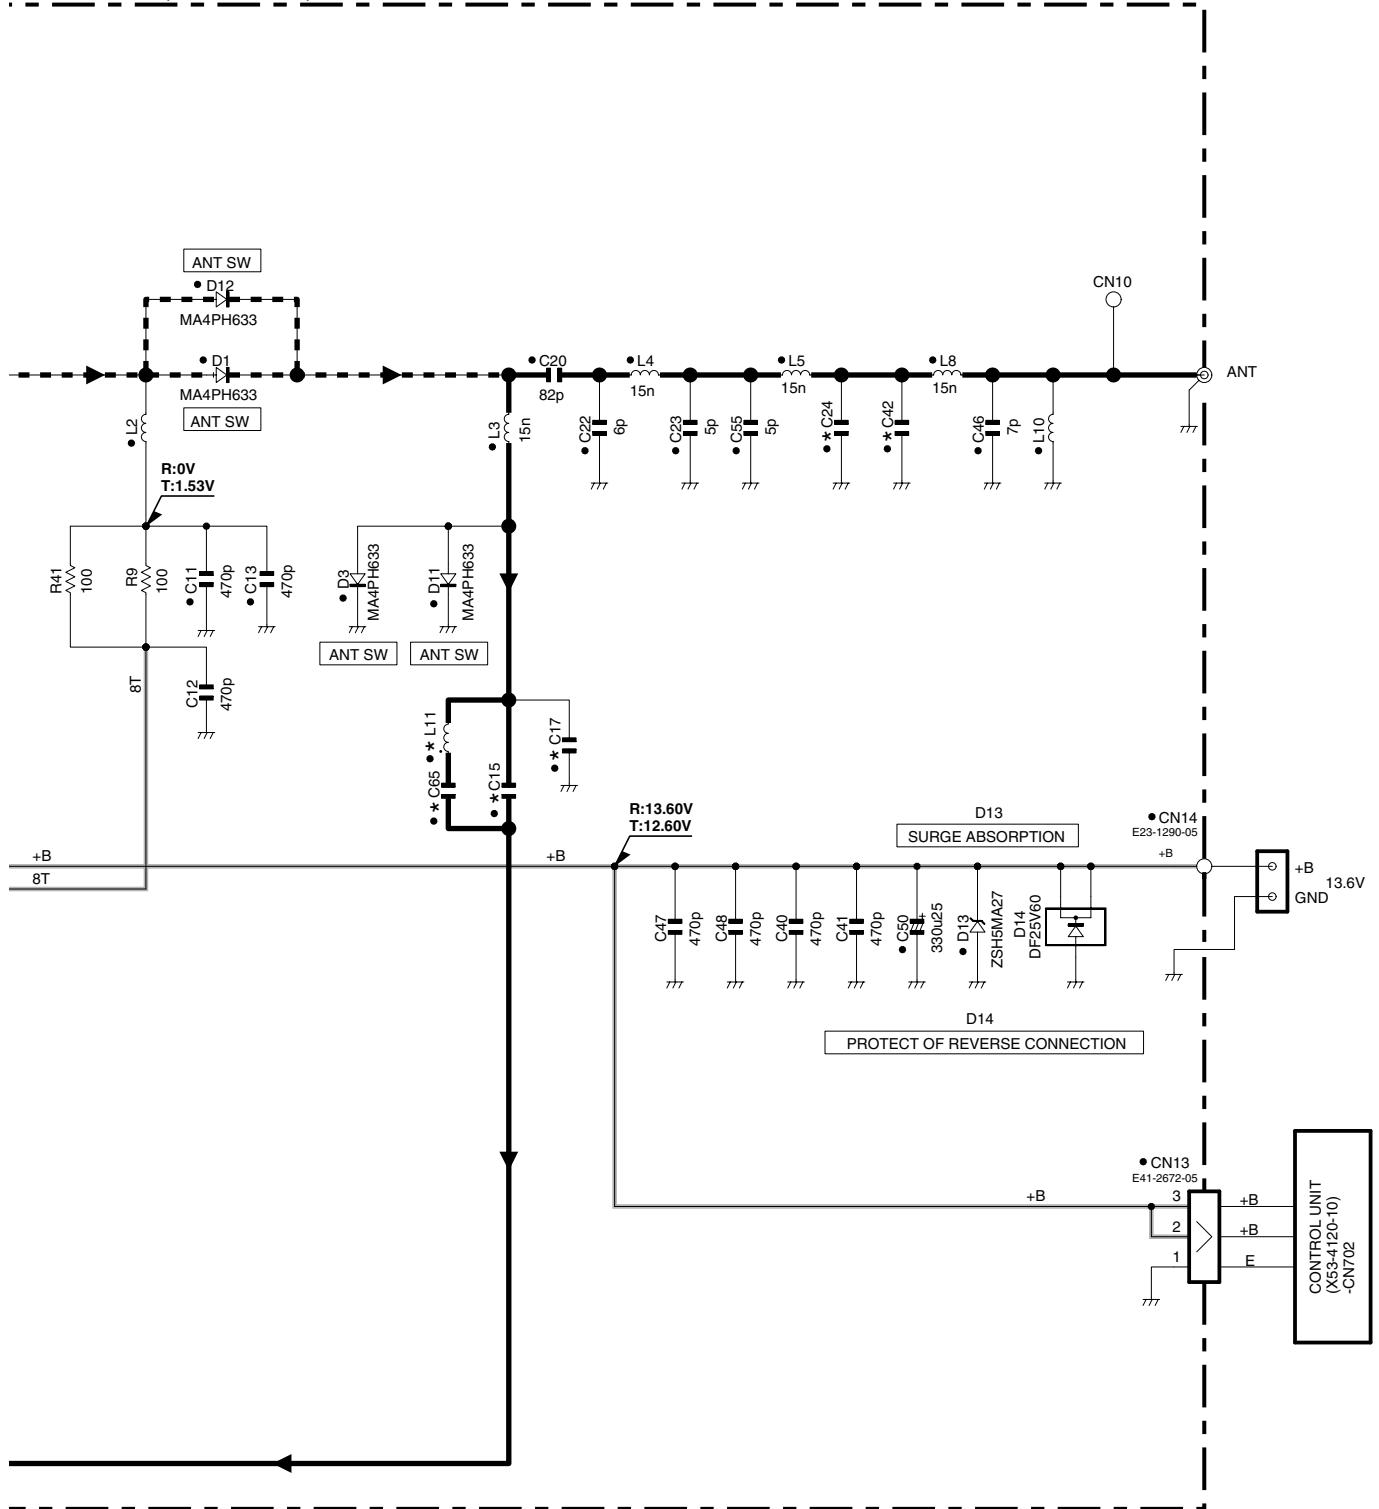 ANT SW
D12
MA4PH633
D1
MA4PH633
ANT SW
L2
R:0V
T:1.53V
R41
100
R9
100
C11
470p
C13
470p
C12
470p
8T
D3
MA4PH633
D11
MA4PH633
ANT SW
ANT SW
L3
15n
C20
82p
C22
6p
L4
15n
C23
5p
C55
5p
L5
15n
* C24
* C42
L8
15n
C46
7p
L10
CN10
ANT
* L11
* C65
* C15
* C17
R:13.60V
T:12.60V
D13
SURGE ABSORPTION
CN14
E23-1290-05
+B
+B
+B
8T
+B
GND
13.6V
C47
470p
C48
470p
C40
470p
C41
470p
C50
330u25
+
D13
ZSH5MA27
D14
DF25V60
D14
PROTECT OF REVERSE CONNECTION
CN13
E41-2672-05
+B
3
2
1
+B
+B
E
CONTROL UNIT
(X53-4120-10)
-CN702